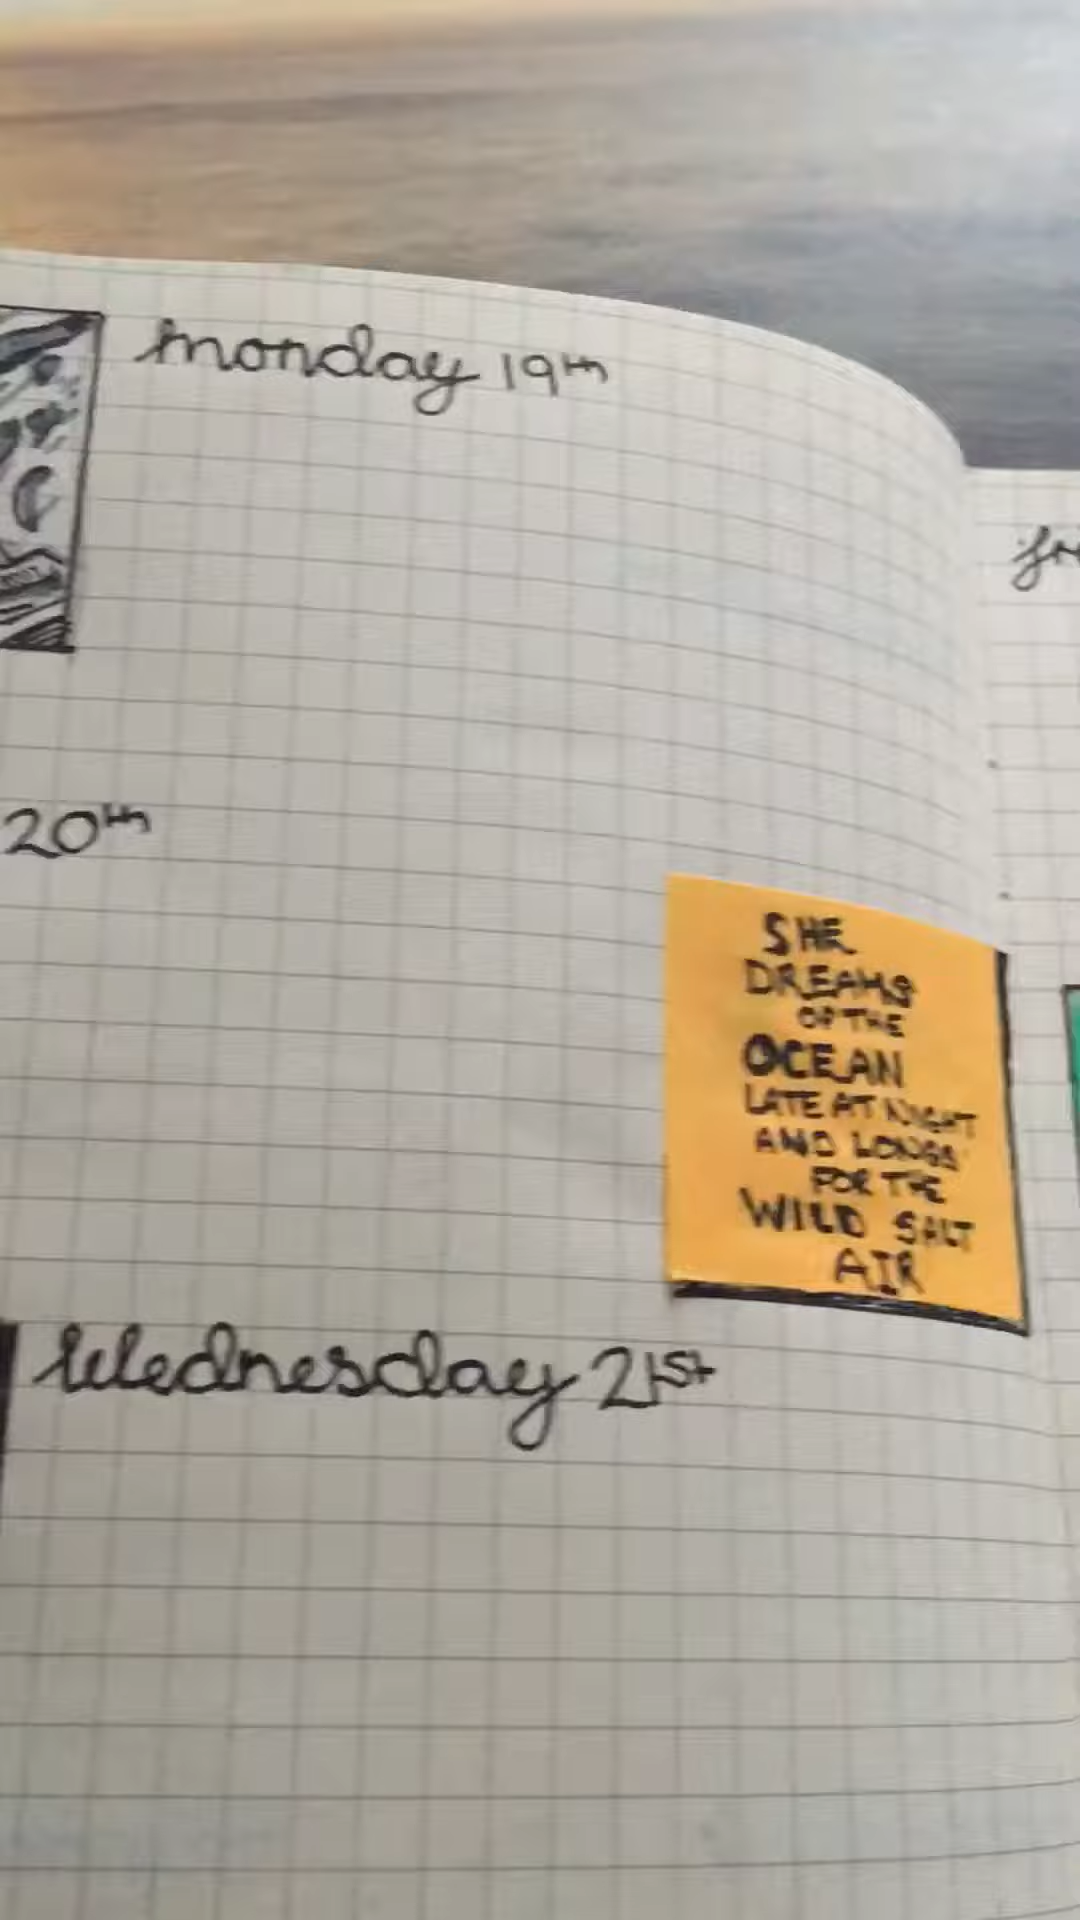 monday 19th
20th
SHE
DREAMS
OF THE
OCEAN
LATE AT NIGHT
AND LONGS
FOR THE
WILD SALT
AIR
Wednesday 21st